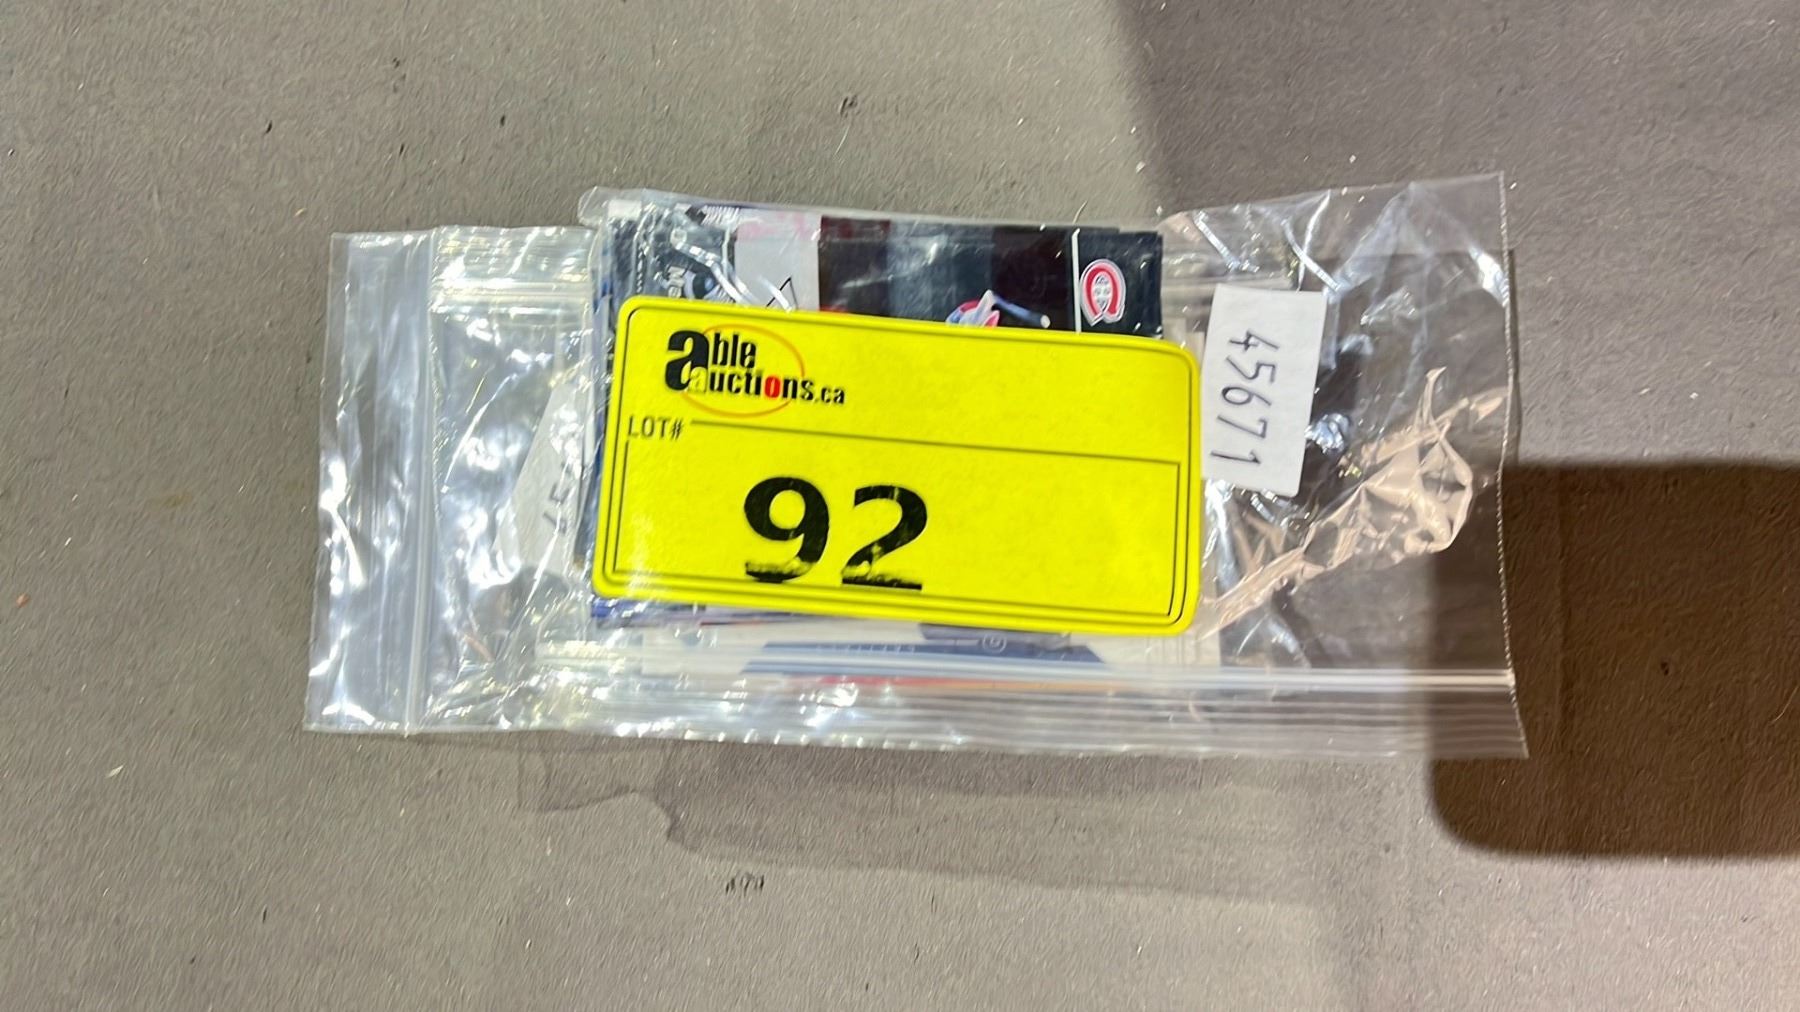 able
auctions.ca
LOT#
92
45671